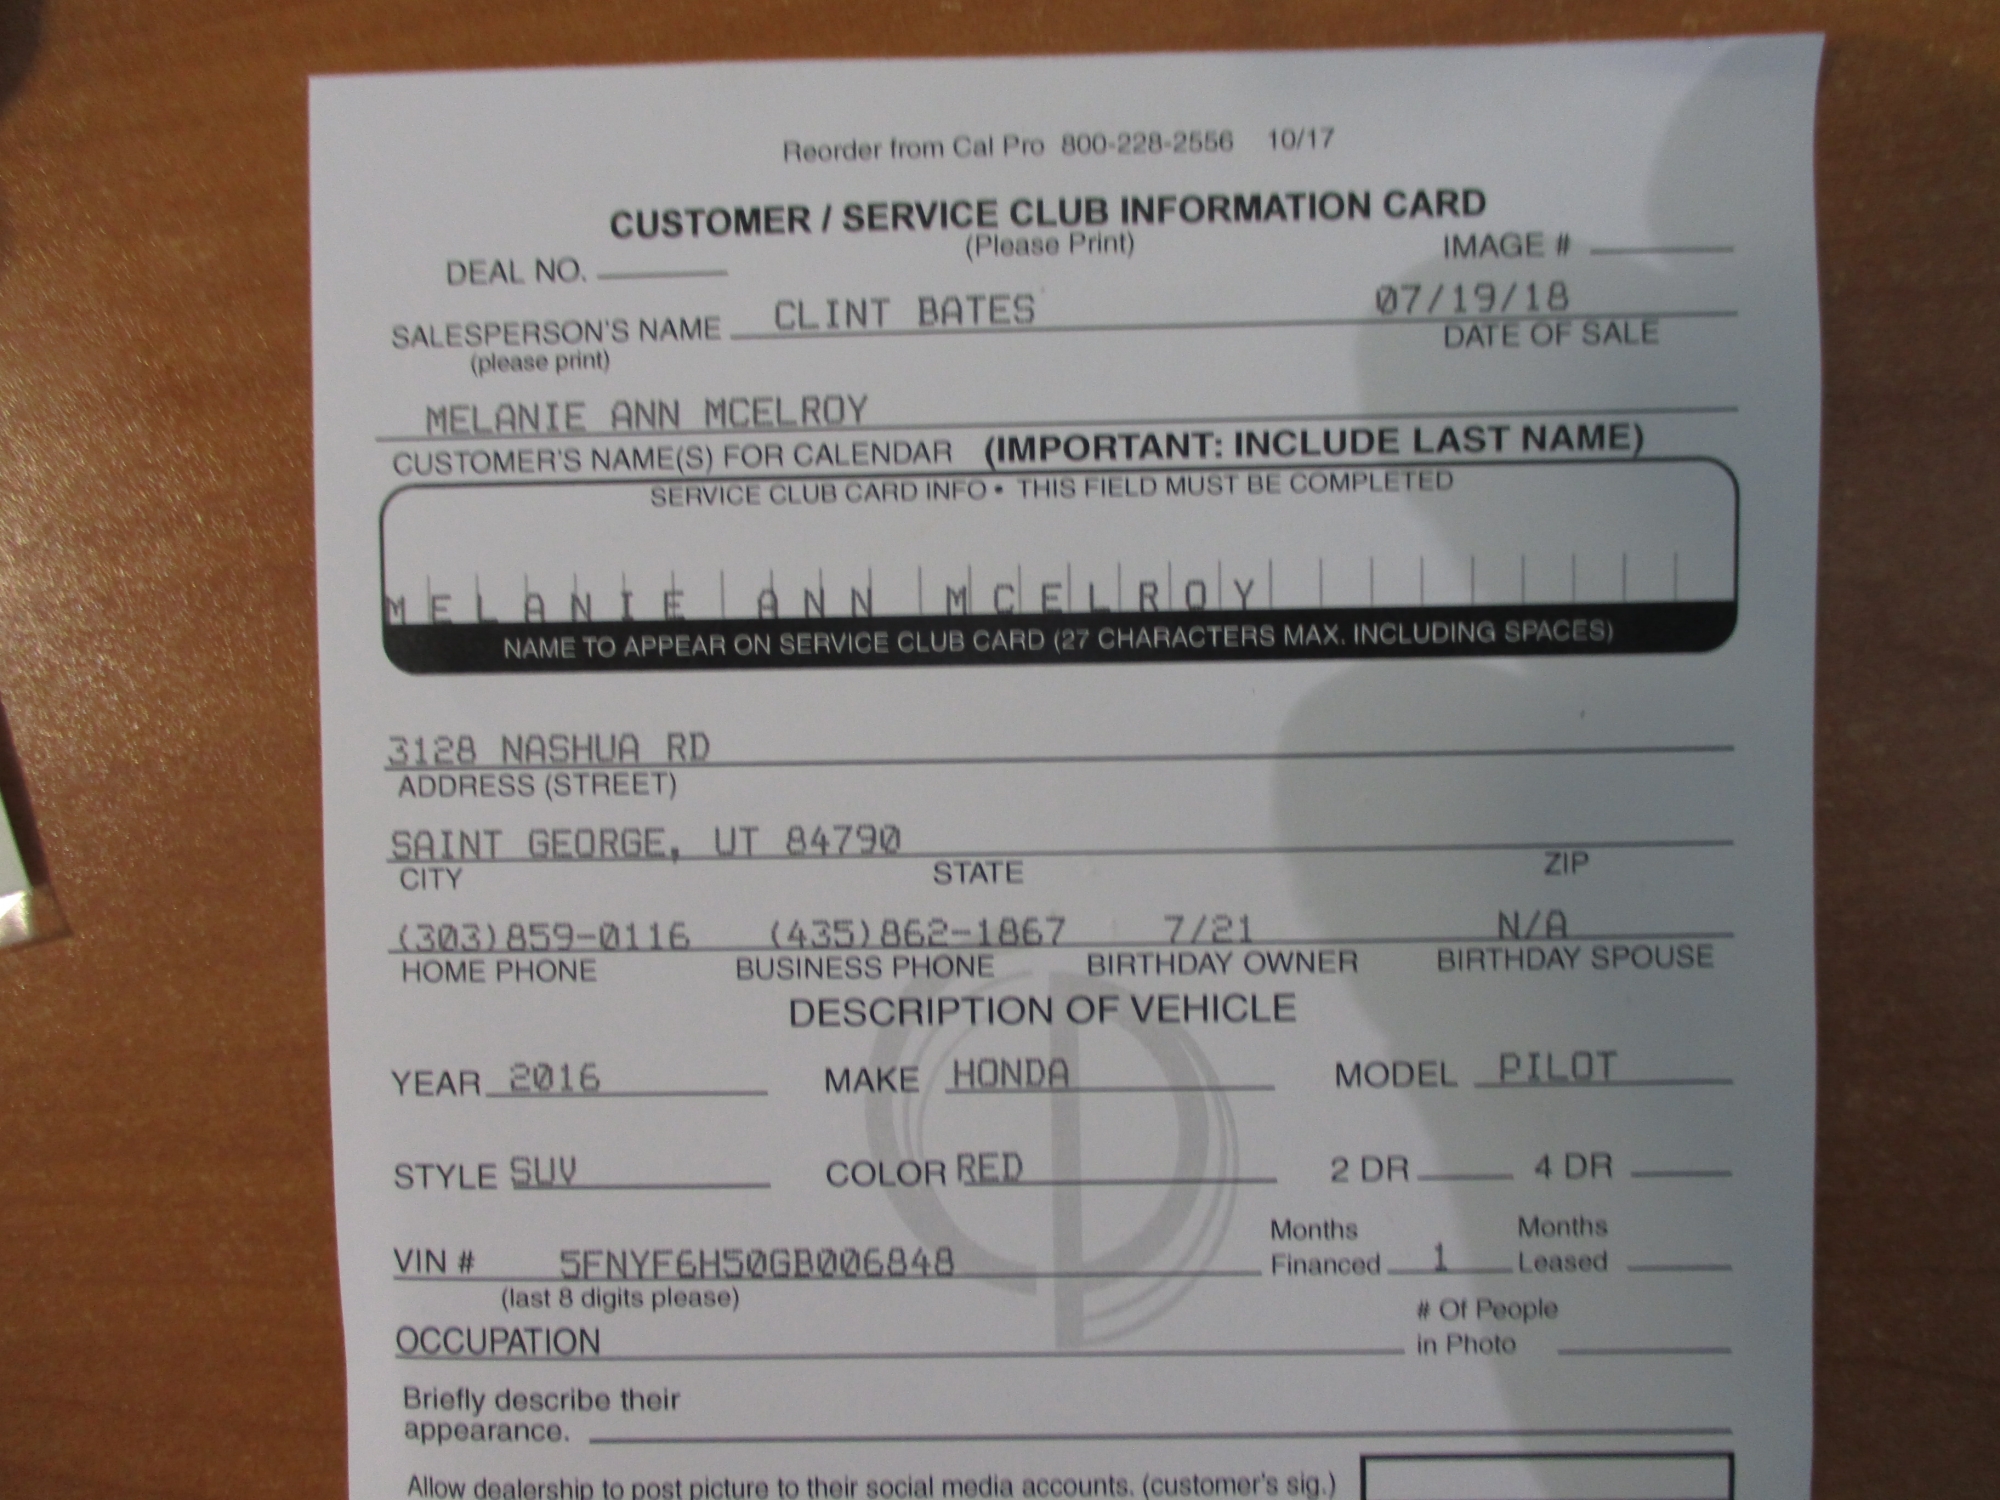 Reorder from Cal Pro 800-228-2556 10/17
CUSTOMER / SERVICE CLUB INFORMATION CARD
(Please Print)
DEAL NO.
IMAGE #
SALESPERSON'S NAME CLINT BATES 07/19/18
(please print) DATE OF SALE
MELANIE ANN MCELROY
CUSTOMER'S NAME(S) FOR CALENDAR (IMPORTANT: INCLUDE LAST NAME)
SERVICE CLUB CARD INFO • THIS FIELD MUST BE COMPLETED
MELANIE ANN MCELROY
NAME TO APPEAR ON SERVICE CLUB CARD (27 CHARACTERS MAX. INCLUDING SPACES)
3128 NASHUA RD
ADDRESS (STREET)
SAINT GEORGE, UT 84790
CITY STATE ZIP
(303)859-0116 (435)862-1867 7/21 N/A
HOME PHONE BUSINESS PHONE BIRTHDAY OWNER BIRTHDAY SPOUSE
DESCRIPTION OF VEHICLE
YEAR 2016 MAKE HONDA MODEL PILOT
STYLE SUV COLOR RED 2 DR 4 DR
VIN # 5FNYF6H50GB006848 Months Financed 1 Months Leased
(last 8 digits please)
OCCUPATION # Of People in Photo
Briefly describe their
appearance.
Allow dealership to post picture to their social media accounts. (customer's sig.)